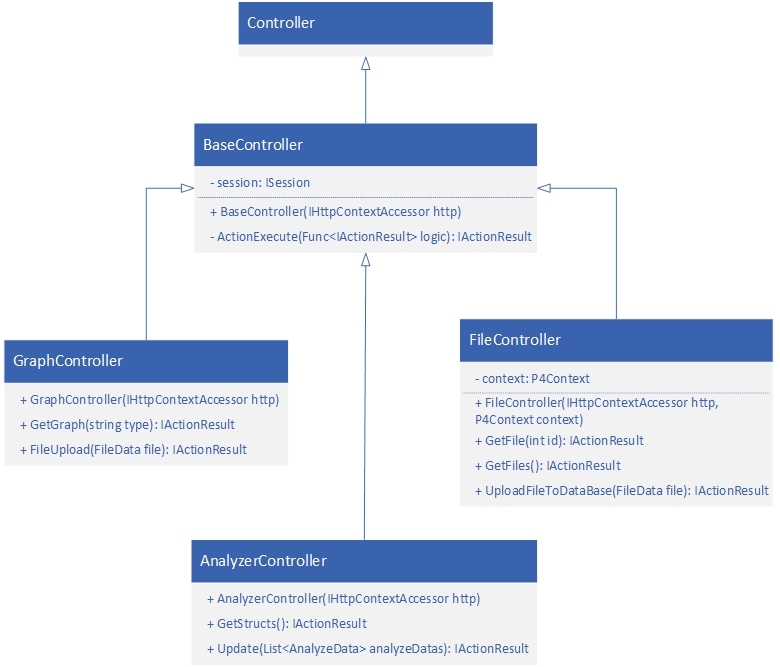 Controller
BaseController
- session: ISession
+ BaseController(IHttpContextAccessor http)
- ActionExecute(Func<IActionResult> logic): IActionResult
GraphController
+ GraphController(IHttpContextAccessor http)
+ GetGraph(string type): IActionResult
+ FileUpload(FileData file): IActionResult
FileController
- context: P4Context
+ FileController(IHttpContextAccessor http,
P4Context context)
+ GetFile(int id): IActionResult
+ GetFiles(): IActionResult
+ UploadFileToDataBase(FileData file): IActionResult
AnalyzerController
+ AnalyzerController(IHttpContextAccessor http)
+ GetStructs(): IActionResult
+ Update(List<AnalyzeData> analyzeDatas): IActionResult